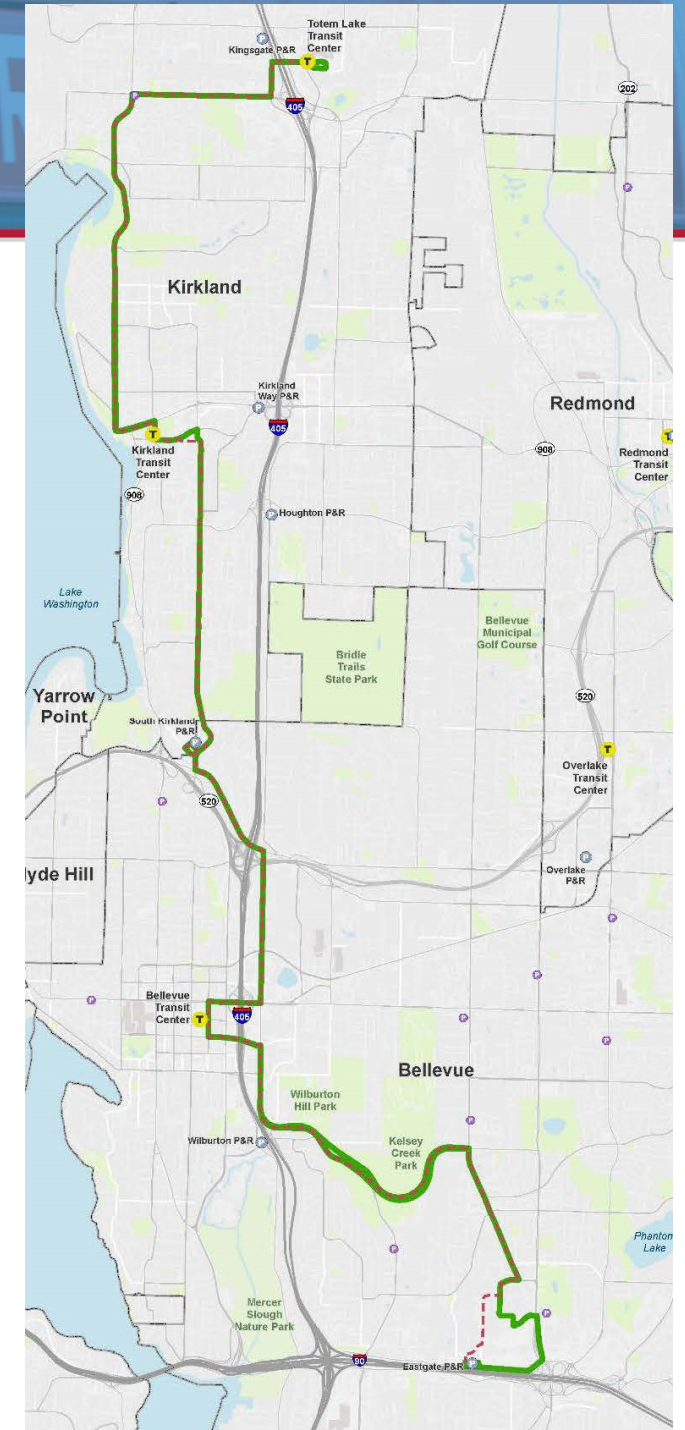 Totem Lake
Transit
Center
Kingsgate P&R
T
405
202
P
Kirkland
Kirkland
Way P&R
P
405
Redmond
T
Kirkland
Transit
Center
908
Redmond
Transit
Center
T
908
P
Houghton P&R
Lake
Washington
Bridle
Trails
State Park
Bellevue
Municipal
Golf Course
520
Yarrow
Point
South Kirkland
P&R
P
T
Overlake
Transit
Center
P
520
P
Overlake
P&R
yde Hill
P
P
P
Bellevue
Transit
Center
T
405
P
P
Bellevue
Wilburton
Hill Park
P
Wilburton P&R
P
Kelsey
Creek
Park
Phantom
Lake
P
Mercer
Slough
Nature Park
P
90
Eastgate P&R
P